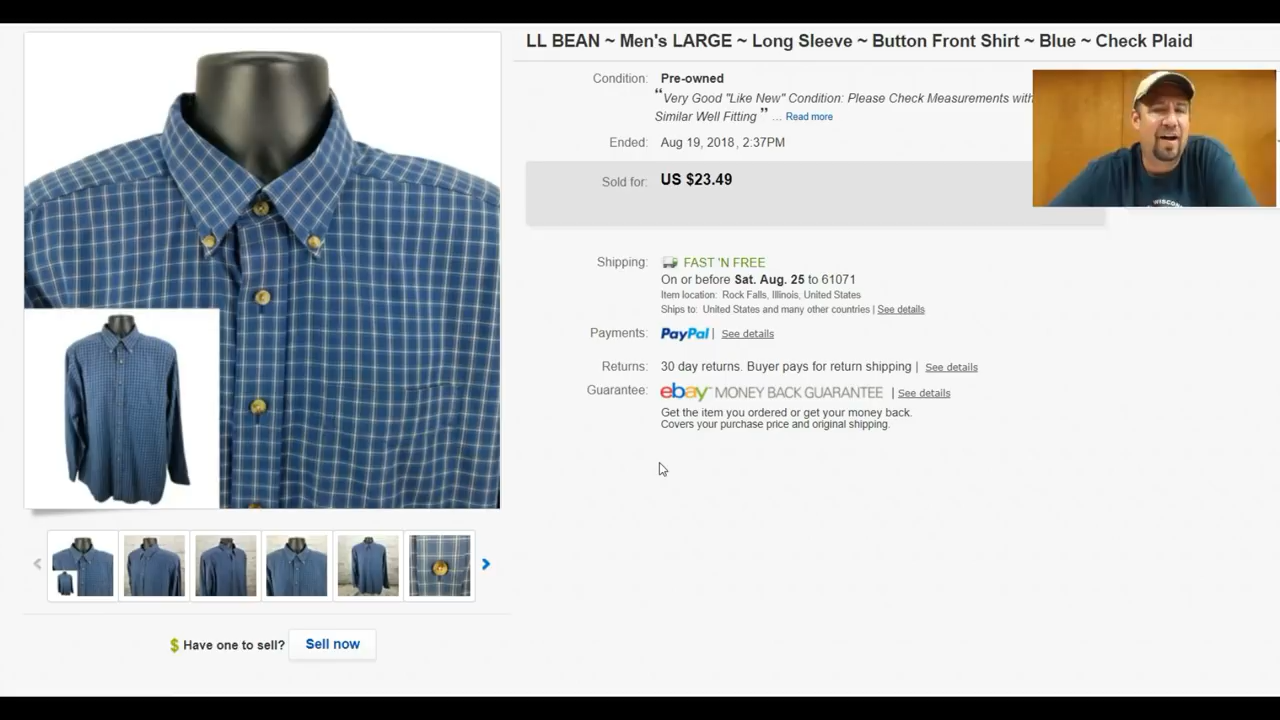 LL BEAN ~ Men's LARGE ~ Long Sleeve ~ Button Front Shirt ~ Blue ~ Check Plaid
Condition: Pre-owned
“Very Good "Like New" Condition: Please Check Measurements with
Similar Well Fitting ” ... Read more
Ended: Aug 19, 2018 , 2:37PM
Sold for: US $23.49
WISCONS
Shipping: FAST 'N FREE
On or before Sat. Aug. 25 to 61071
Item location: Rock Falls, Illinois, United States
Ships to: United States and many other countries | See details
Payments: PayPal | See details
Returns: 30 day returns. Buyer pays for return shipping | See details
Guarantee: ebay MONEY BACK GUARANTEE | See details
Get the item you ordered or get your money back.
Covers your purchase price and original shipping.
$ Have one to sell? Sell now